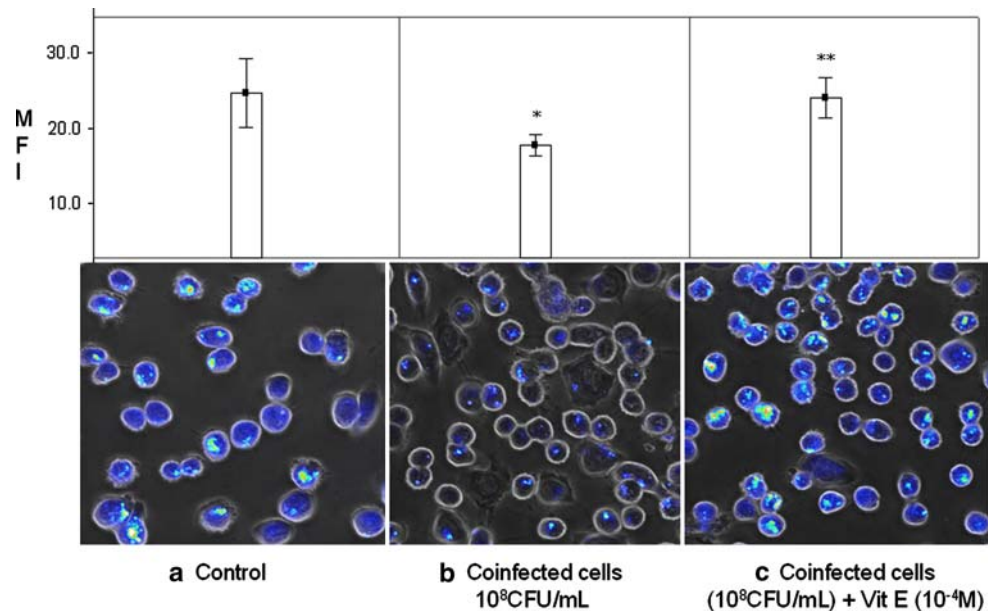 30.0
20.0
10.0
M
F
I
*
**
a Control
b Coinfected cells
10⁸CFU/mL
c Coinfected cells
(10⁸CFU/mL) + Vit E (10⁻⁴M)